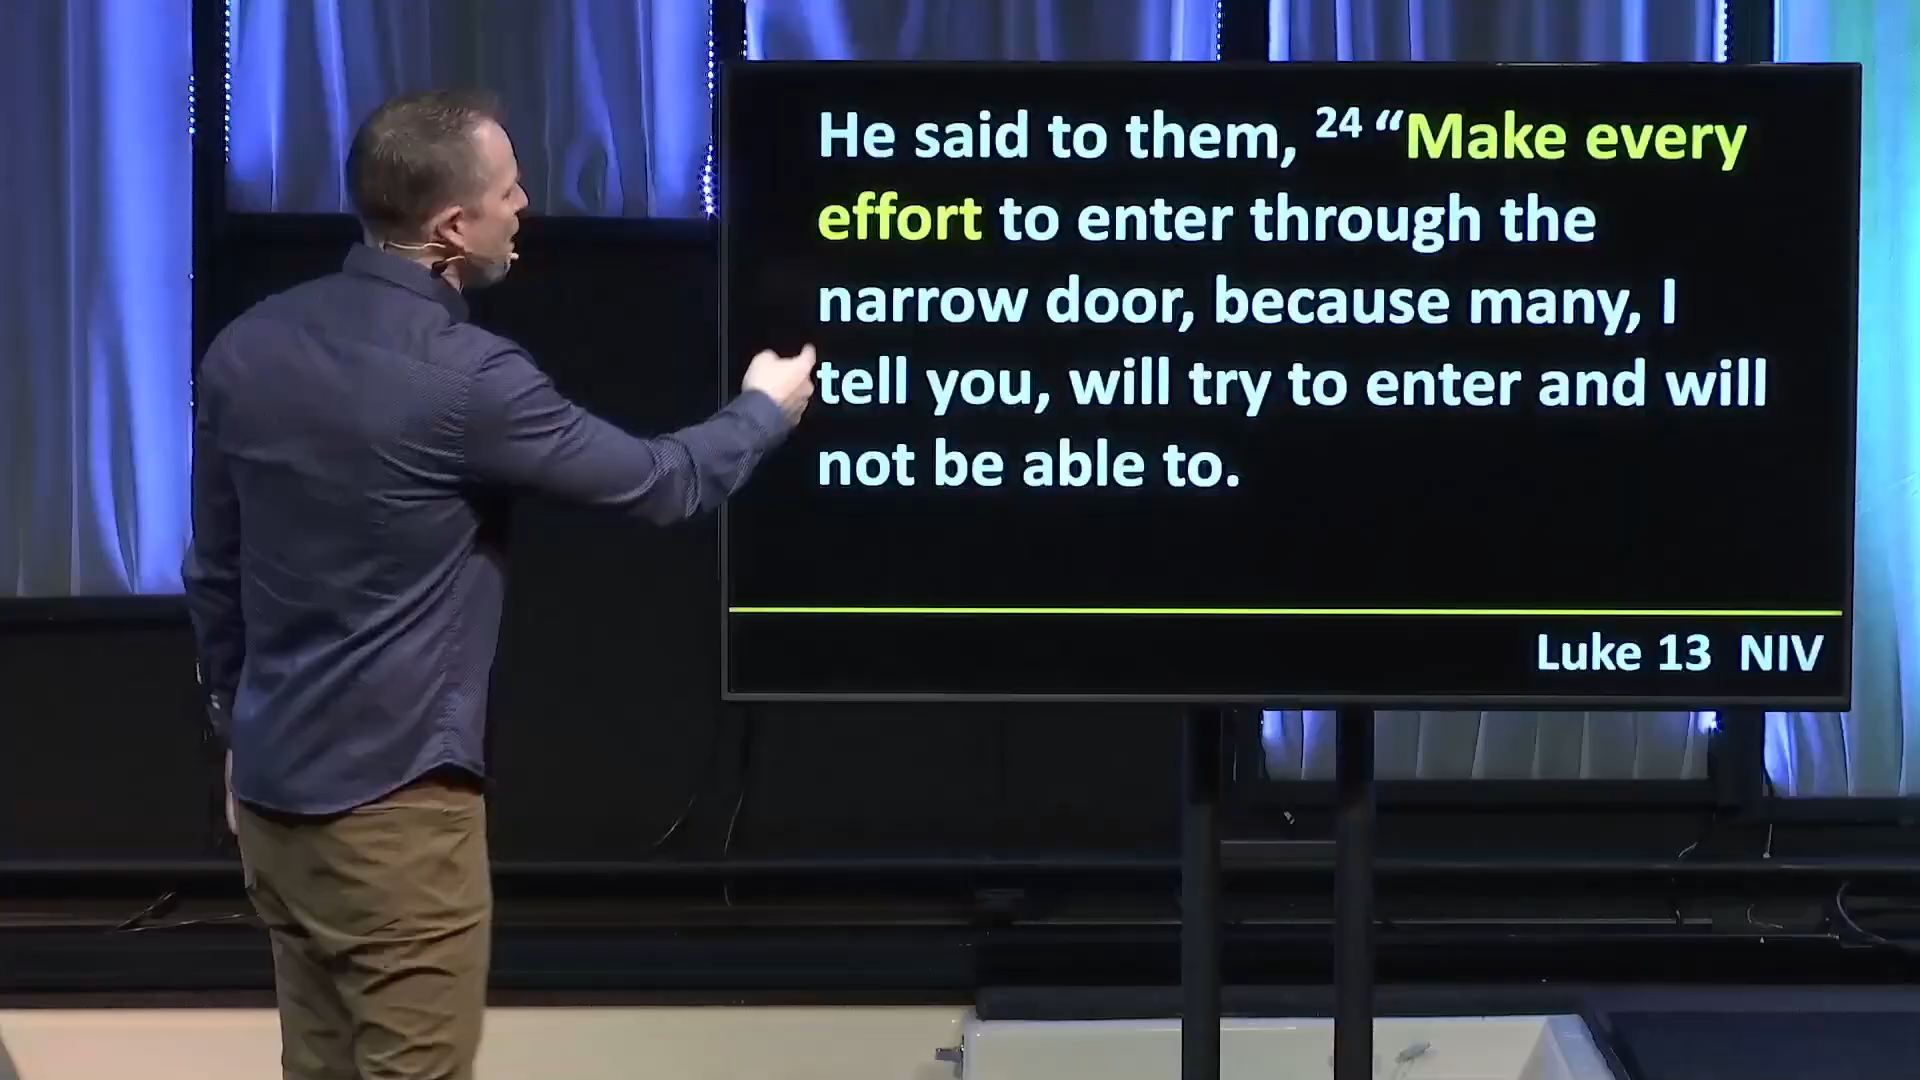 He said to them, 24 “Make every
effort to enter through the
narrow door, because many, I
tell you, will try to enter and will
not be able to.
Luke 13 NIV